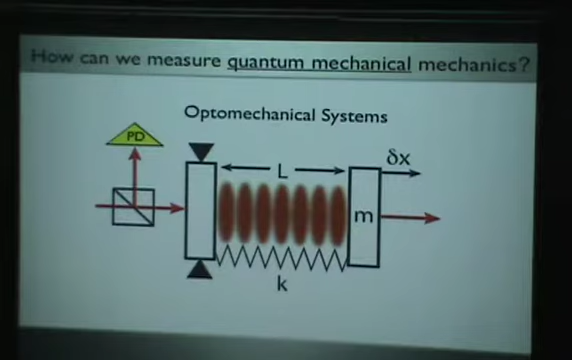 How can we measure quantum mechanical mechanics?
Optomechanical Systems
PD
L
δx
m
k